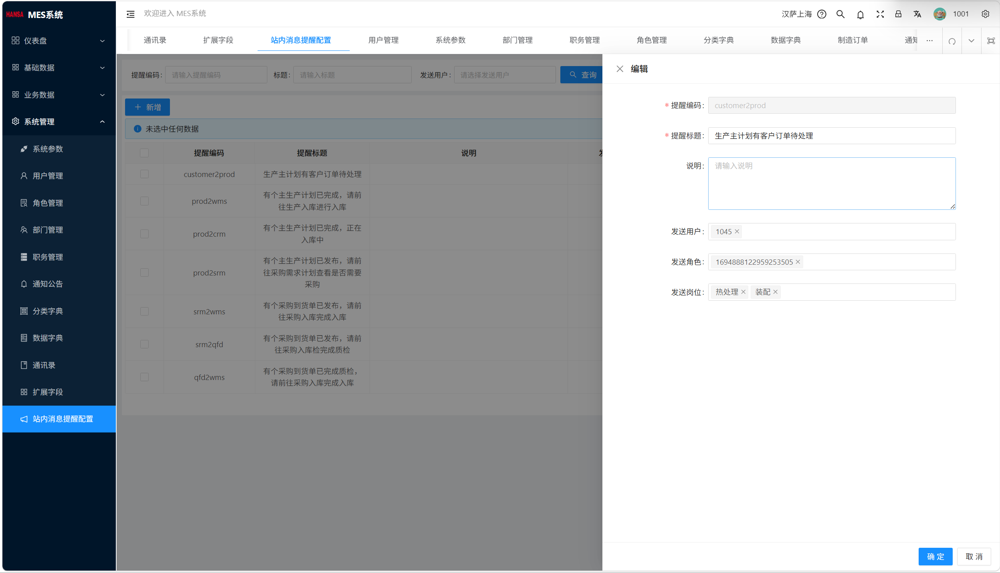 HANSA MES系统
欢迎进入 MES系统
汉萨上海
1001
仪表盘
基础数据
业务数据
系统管理
系统参数
用户管理
角色管理
部门管理
职务管理
通知公告
分类字典
数据字典
通讯录
扩展字段
站内消息提醒配置
通讯录 扩展字段 站内消息提醒配置 用户管理 系统参数 部门管理 职务管理 角色管理 分类字典 数据字典 制造订单 通知 ···
提醒编码: 请输入提醒编码 标题: 请输入标题 发送用户: 请选择发送用户 查询
+ 新增
未选中任何数据
提醒编码 提醒标题 说明
customer2prod 生产主计划有客户订单待处理
prod2wms
有个主生产计划已完成，请前
往生产入库进行入库
prod2crm
有个主生产计划已完成，正在
入库中
prod2srm
有个主生产计划已发布，请前
往采购需求计划查看是否需要
采购
srm2wms
有个采购到货单已发布，请前
往采购入库完成入库
srm2qfd
有个采购到货单已发布，请前
往采购入库检完成质检
qfd2wms
有个采购到货单已完成质检，
请前往采购入库完成入库
编辑
* 提醒编码: customer2prod
* 提醒标题: 生产主计划有客户订单待处理
说明: 请输入说明
发送用户: 1045
发送角色: 1694888122959253505
发送岗位: 热处理 装配
确 定 取 消